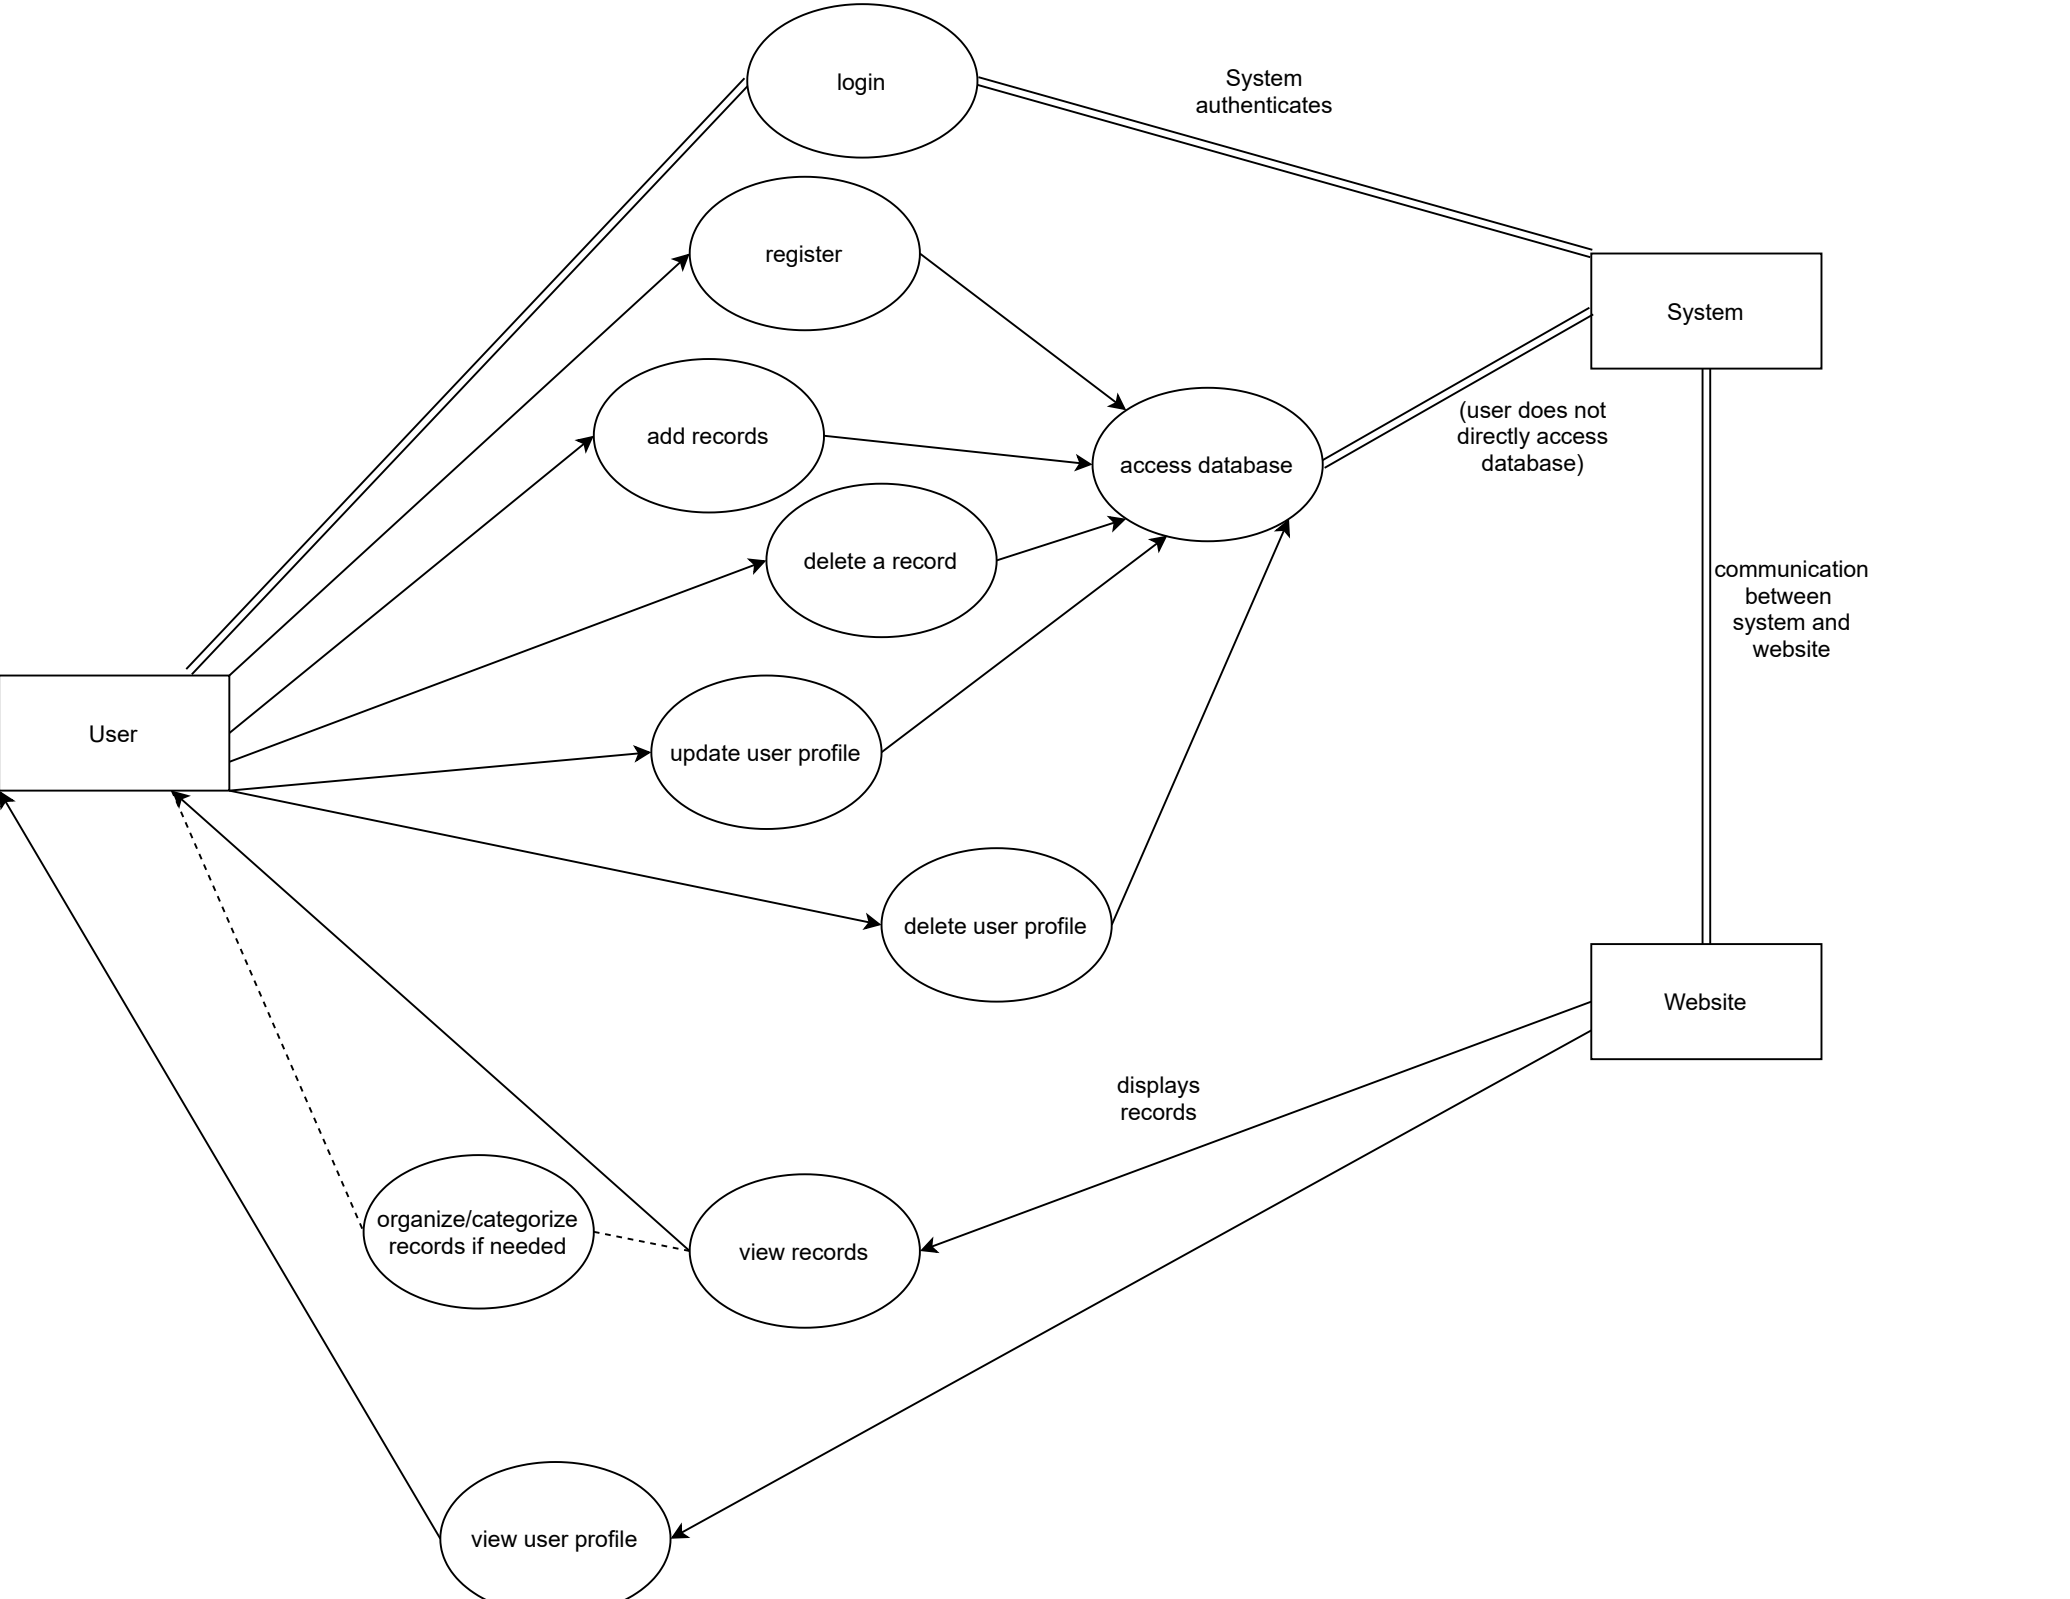 login
System
authenticates
register
System
add records
(user does not
directly access
database)
access database
delete a record
communication
between
system and
website
User
update user profile
delete user profile
Website
displays
records
organize/categorize
records if needed
view records
view user profile